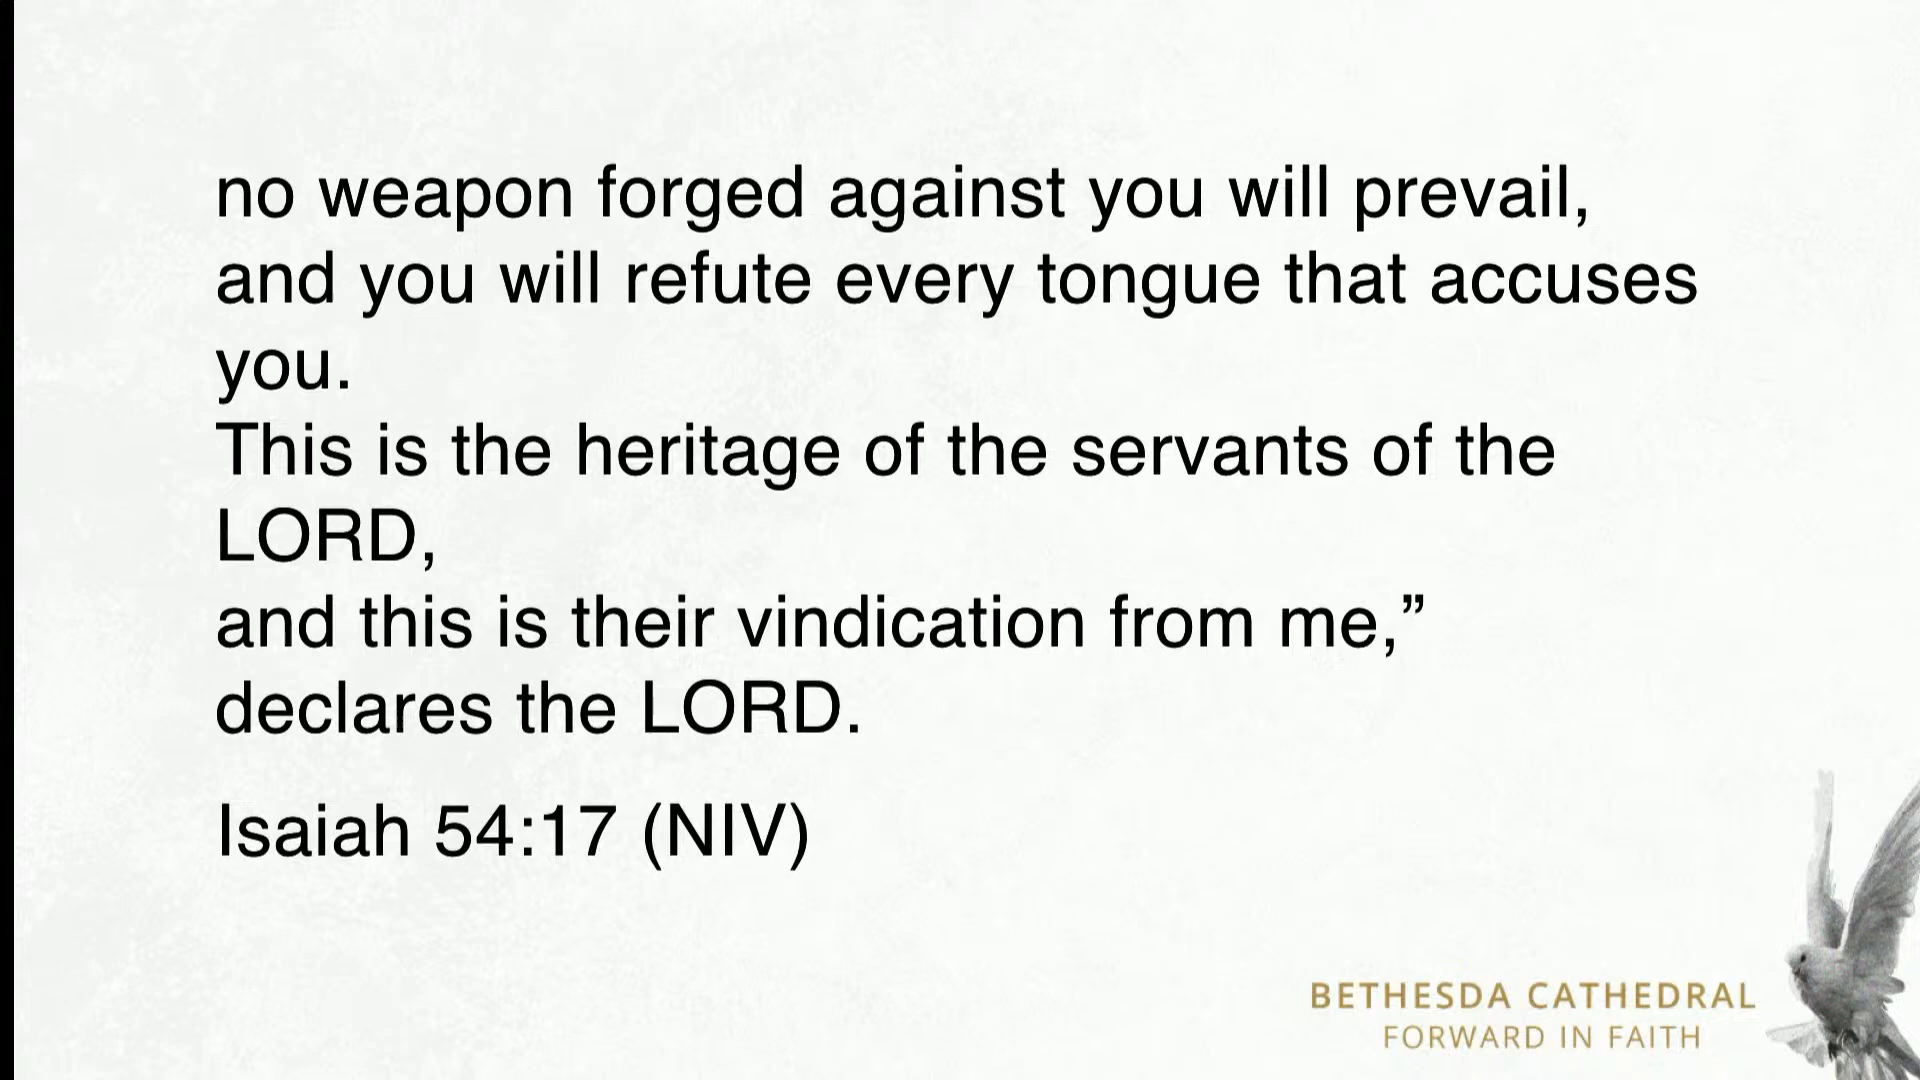 no weapon forged against you will prevail,
and you will refute every tongue that accuses
you.
This is the heritage of the servants of the
LORD,
and this is their vindication from me,”
declares the LORD.
Isaiah 54:17 (NIV)
BETHESDA CATHEDRAL
FORWARD IN FAITH